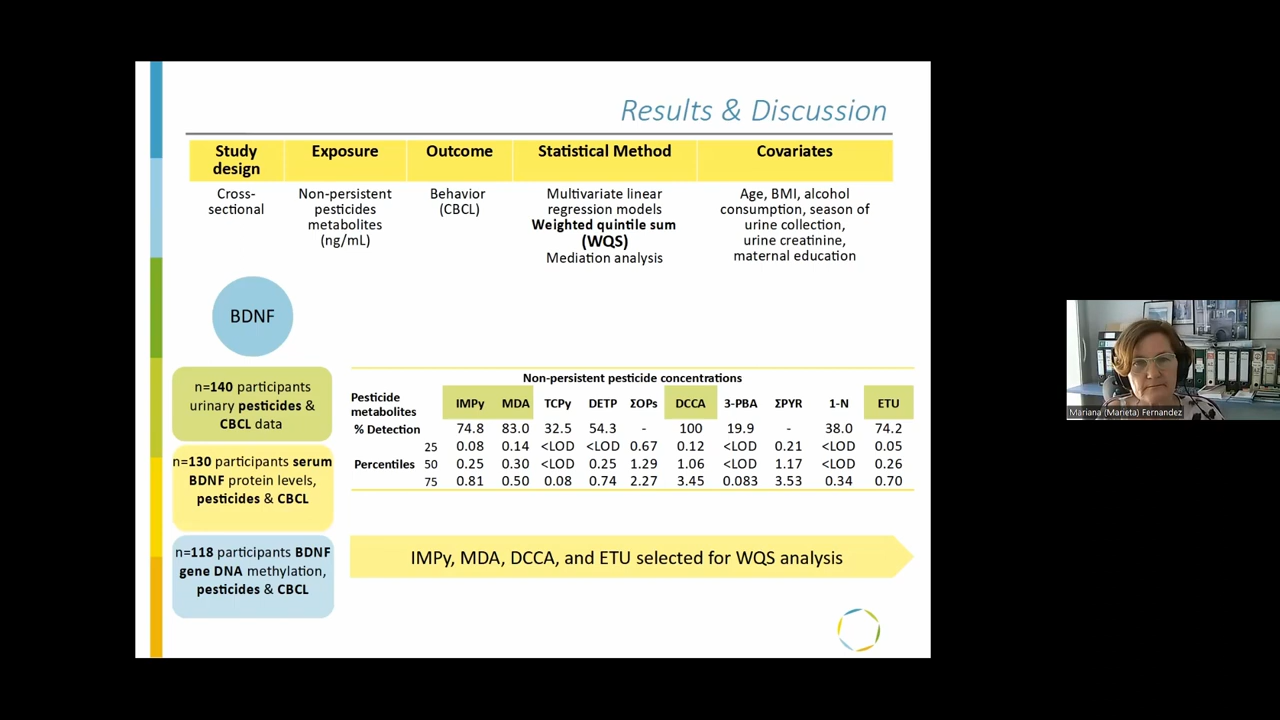 Results & Discussion
Study design
Exposure
Outcome
Statistical Method
Covariates
Cross-sectional
Non-persistent pesticides metabolites (ng/mL)
Behavior (CBCL)
Multivariate linear regression models
Weighted quintile sum (WQS)
Mediation analysis
Age, BMI, alcohol consumption, season of urine collection, urine creatinine, maternal education
BDNF
n=140 participants
urinary pesticides &
CBCL data
n=130 participants serum
BDNF protein levels,
pesticides & CBCL
n=118 participants BDNF
gene DNA methylation,
pesticides & CBCL
Non-persistent pesticide concentrations
Pesticide metabolites IMPy MDA TCPy DETP ΣOPs DCCA 3-PBA ΣPYR 1-N ETU
% Detection 74.8 83.0 32.5 54.3 - 100 19.9 - 38.0 74.2
25 0.08 0.14 <LOD <LOD 0.67 0.12 <LOD 0.21 <LOD 0.05
Percentiles 50 0.25 0.30 <LOD 0.25 1.29 1.06 <LOD 1.17 <LOD 0.26
75 0.81 0.50 0.08 0.74 2.27 3.45 0.083 3.53 0.34 0.70
IMPy, MDA, DCCA, and ETU selected for WQS analysis
Mariana (Marieta) Fernandez